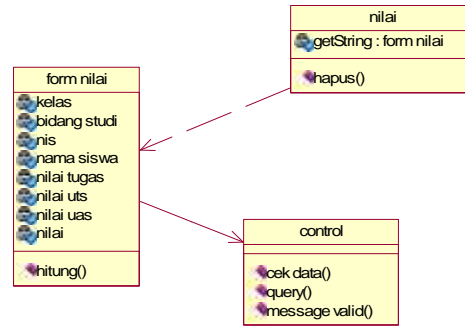 nilai
getString : form nilai
hapus()
form nilai
kelas
bidang studi
nis
nama siswa
nilai tugas
nilai uts
nilai uas
nilai
hitung()
control
cek data()
query()
message valid()